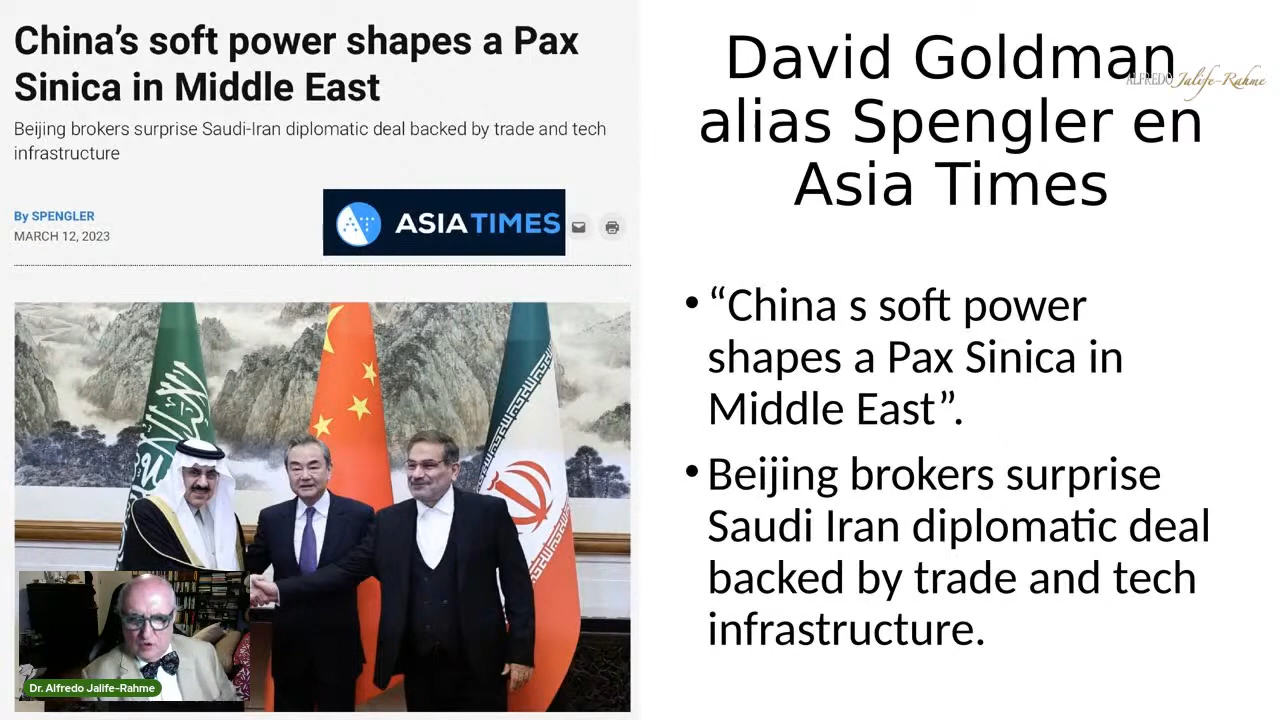 China’s soft power shapes a Pax
Sinica in Middle East
Beijing brokers surprise Saudi-Iran diplomatic deal backed by trade and tech
infrastructure
By SPENGLER
MARCH 12, 2023
ASIA TIMES
Dr. Alfredo Jalife-Rahme
David Goldman
alias Spengler en
Asia Times
ALFREDO Jalife-Rahme
• “China s soft power
shapes a Pax Sinica in
Middle East”.
• Beijing brokers surprise
Saudi Iran diplomatic deal
backed by trade and tech
infrastructure.